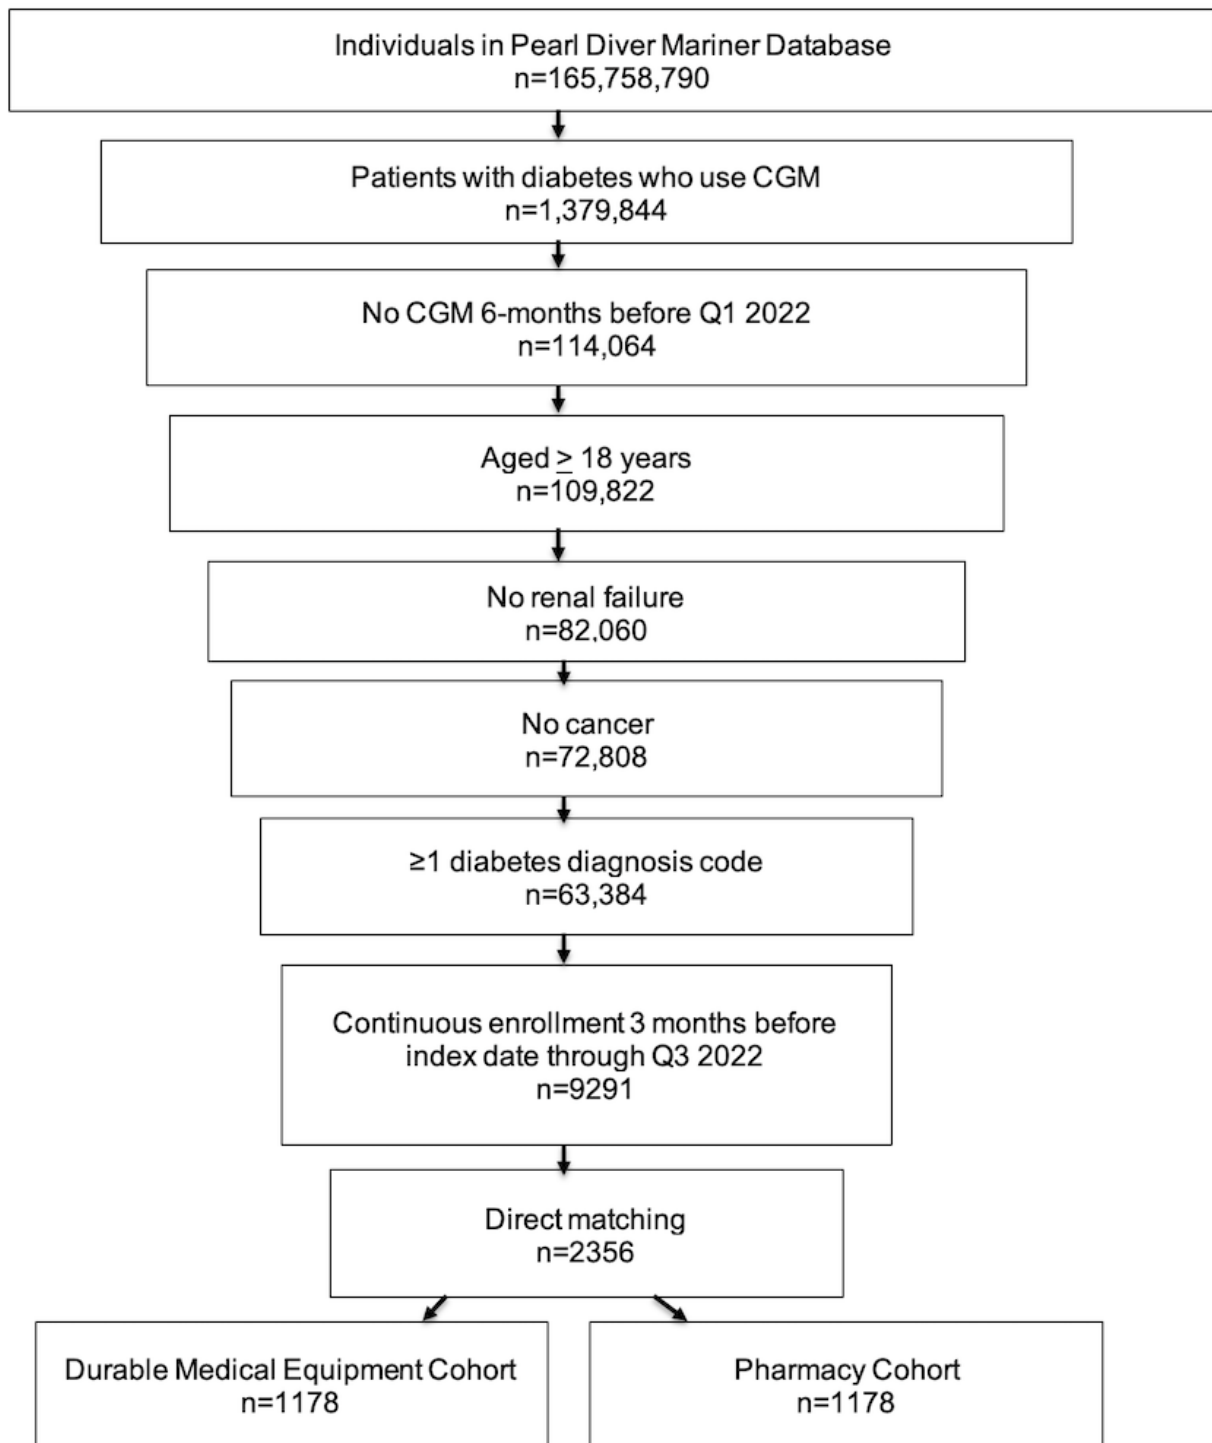 Individuals in Pearl Diver Mariner Database
n=165,758,790
Patients with diabetes who use CGM
n=1,379,844
No CGM 6-months before Q1 2022
n=114,064
Aged ≥ 18 years
n=109,822
No renal failure
n=82,060
No cancer
n=72,808
≥1 diabetes diagnosis code
n=63,384
Continuous enrollment 3 months before
index date through Q3 2022
n=9291
Direct matching
n=2356
Durable Medical Equipment Cohort
n=1178
Pharmacy Cohort
n=1178